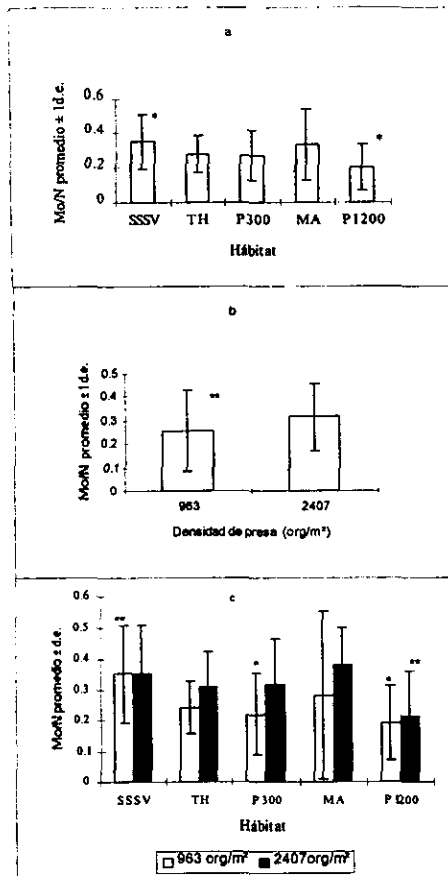 a
Mo/N promedio ± 1d.e.
0.6
0.4
0.2
0
*
*
SSSV TH P300 MA P1200
Hábitat
b
Mo/N promedio ± 1d.e.
0.5
0.4
0.3
0.2
0.1
0
**
963 2407
Densidad de presa (org/m²)
c
Mo/N promedio ± d.e.
0.6
0.5
0.4
0.3
0.2
0.1
0
**
*
*
**
SSSV TH P300 MA P1200
Hábitat
963 org/m² 2407org/m²